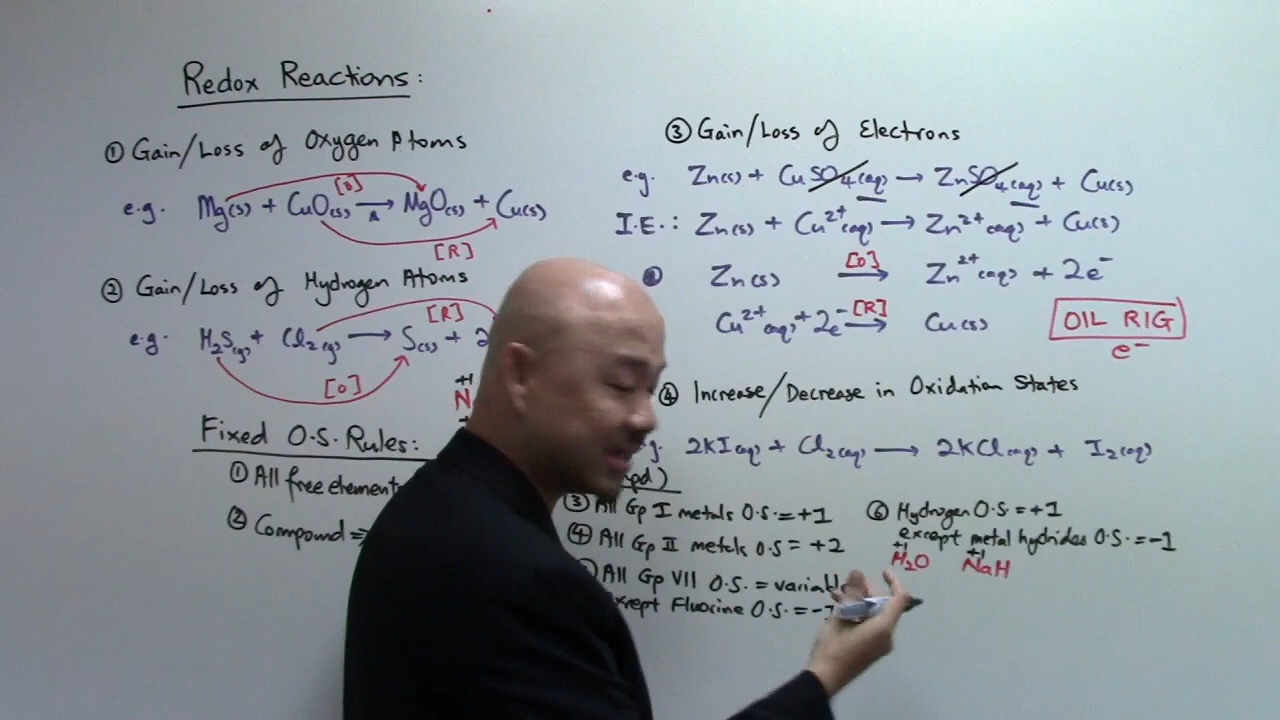 Redox Reactions:
① Gain/Loss of Oxygen Atoms
[O]
e.g. Mg(s) + CuO(s) →Δ MgO(s) + Cu(s)
[R]
② Gain/Loss of Hydrogen Atoms
[R]
e.g. H₂S(g) + Cl₂(g) → S(s) + 2
[O]
+1
N
Fixed O.S. Rules:
① All free element
② Compound ⇒
③ Gain/Loss of Electrons
e.g. Zn(s) + CuSO₄(aq) → ZnSO₄(aq) + Cu(s)
I.E.: Zn(s) + Cu²⁺(aq) → Zn²⁺(aq) + Cu(s)
Zn(s) [O]→ Zn²⁺(aq) + 2e⁻
Cu²⁺(aq) + 2e⁻ [R]→ Cu(s)
OIL RIG
e⁻
④ Increase/Decrease in Oxidation States
g. 2KI(aq) + Cl₂(aq) → 2KCl(aq) + I₂(aq)
pd)
③ All Gp I metals O.S. = +1
④ All Gp II metals O.S = +2
All Gp VII O.S. = variable
except Fluorine O.S. = -1
⑥ Hydrogen O.S = +1
except metal hydrides O.S. = -1
+1 +1
H₂O NaH